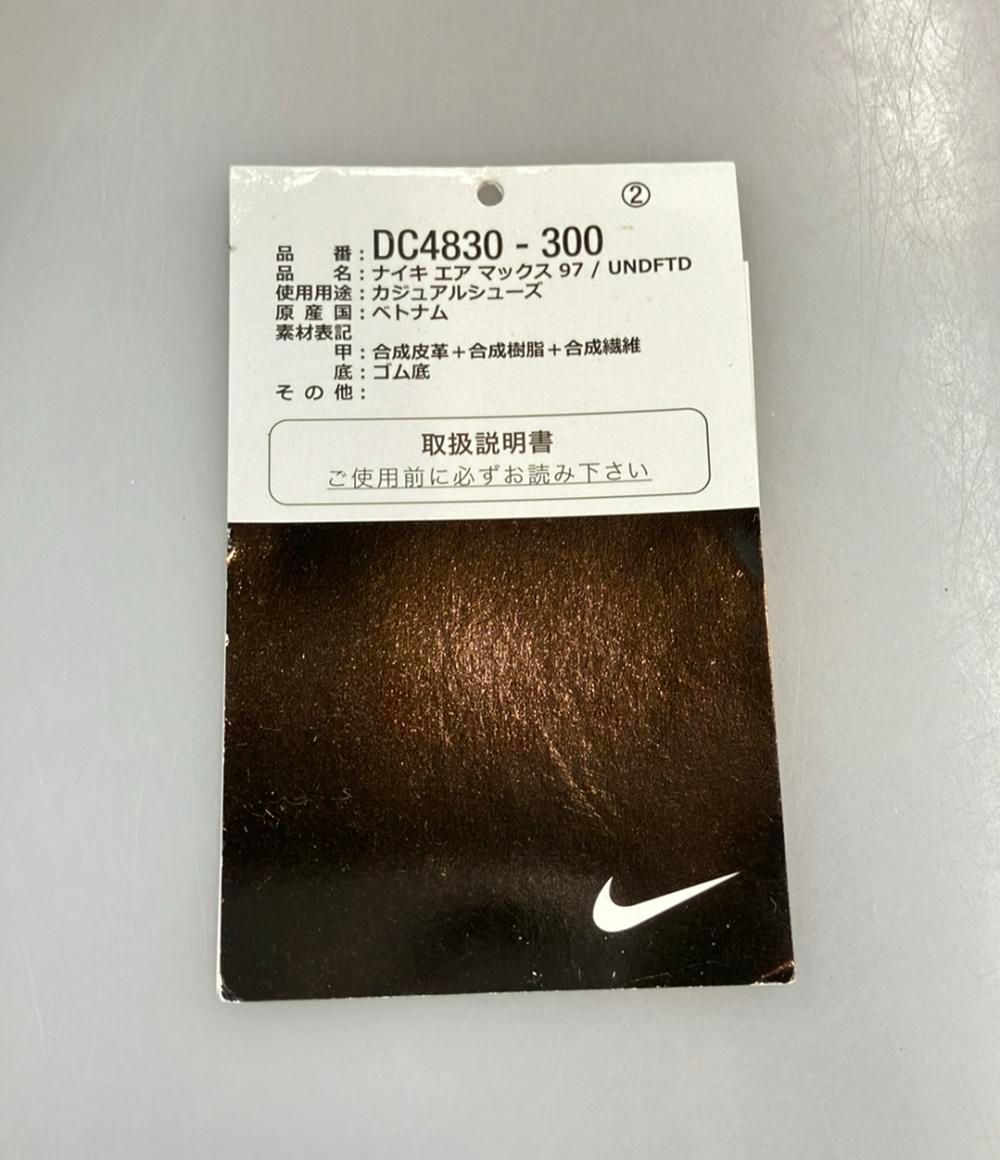 ②
品番：DC4830 - 300
品名：ナイキ エア マックス 97 / UNDFTD
使用用途：カジュアルシューズ
原産国：ベトナム
素材表記
甲：合成皮革＋合成樹脂＋合成繊維
底：ゴム底
その他：
取扱説明書
ご使用前に必ずお読み下さい